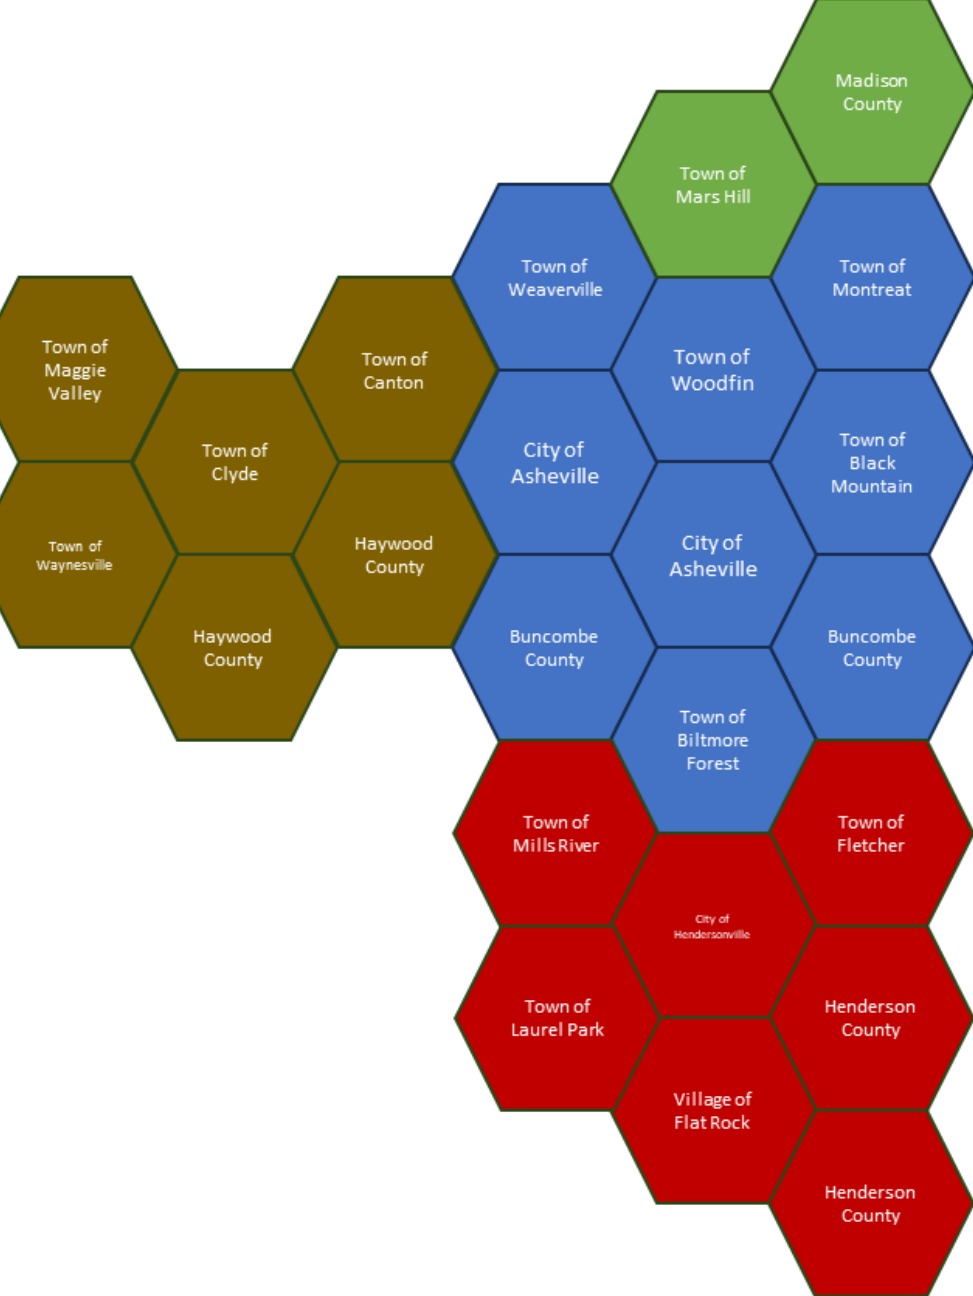 Madison
County
Town of
Mars Hill
Town of
Weaverville
Town of
Montreat
Town of
Maggie
Valley
Town of
Canton
Town of
Woodfin
Town of
Clyde
City of
Asheville
Town of
Black
Mountain
Town of
Waynesville
Haywood
County
City of
Asheville
Haywood
County
Buncombe
County
Buncombe
County
Town of
Biltmore
Forest
Town of
Mills River
Town of
Fletcher
City of
Hendersonville
Town of
Laurel Park
Henderson
County
Village of
Flat Rock
Henderson
County